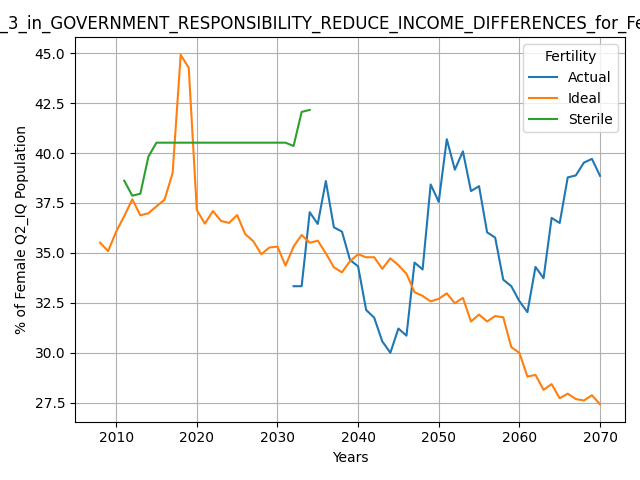 _3_in_GOVERNMENT_RESPONSIBILITY_REDUCE_INCOME_DIFFERENCES_for_Fe
Fertility
Actual
Ideal
Sterile
% of Female Q2_IQ Population
45.0
42.5
40.0
37.5
35.0
32.5
30.0
27.5
2010 2020 2030 2040 2050 2060 2070
Years